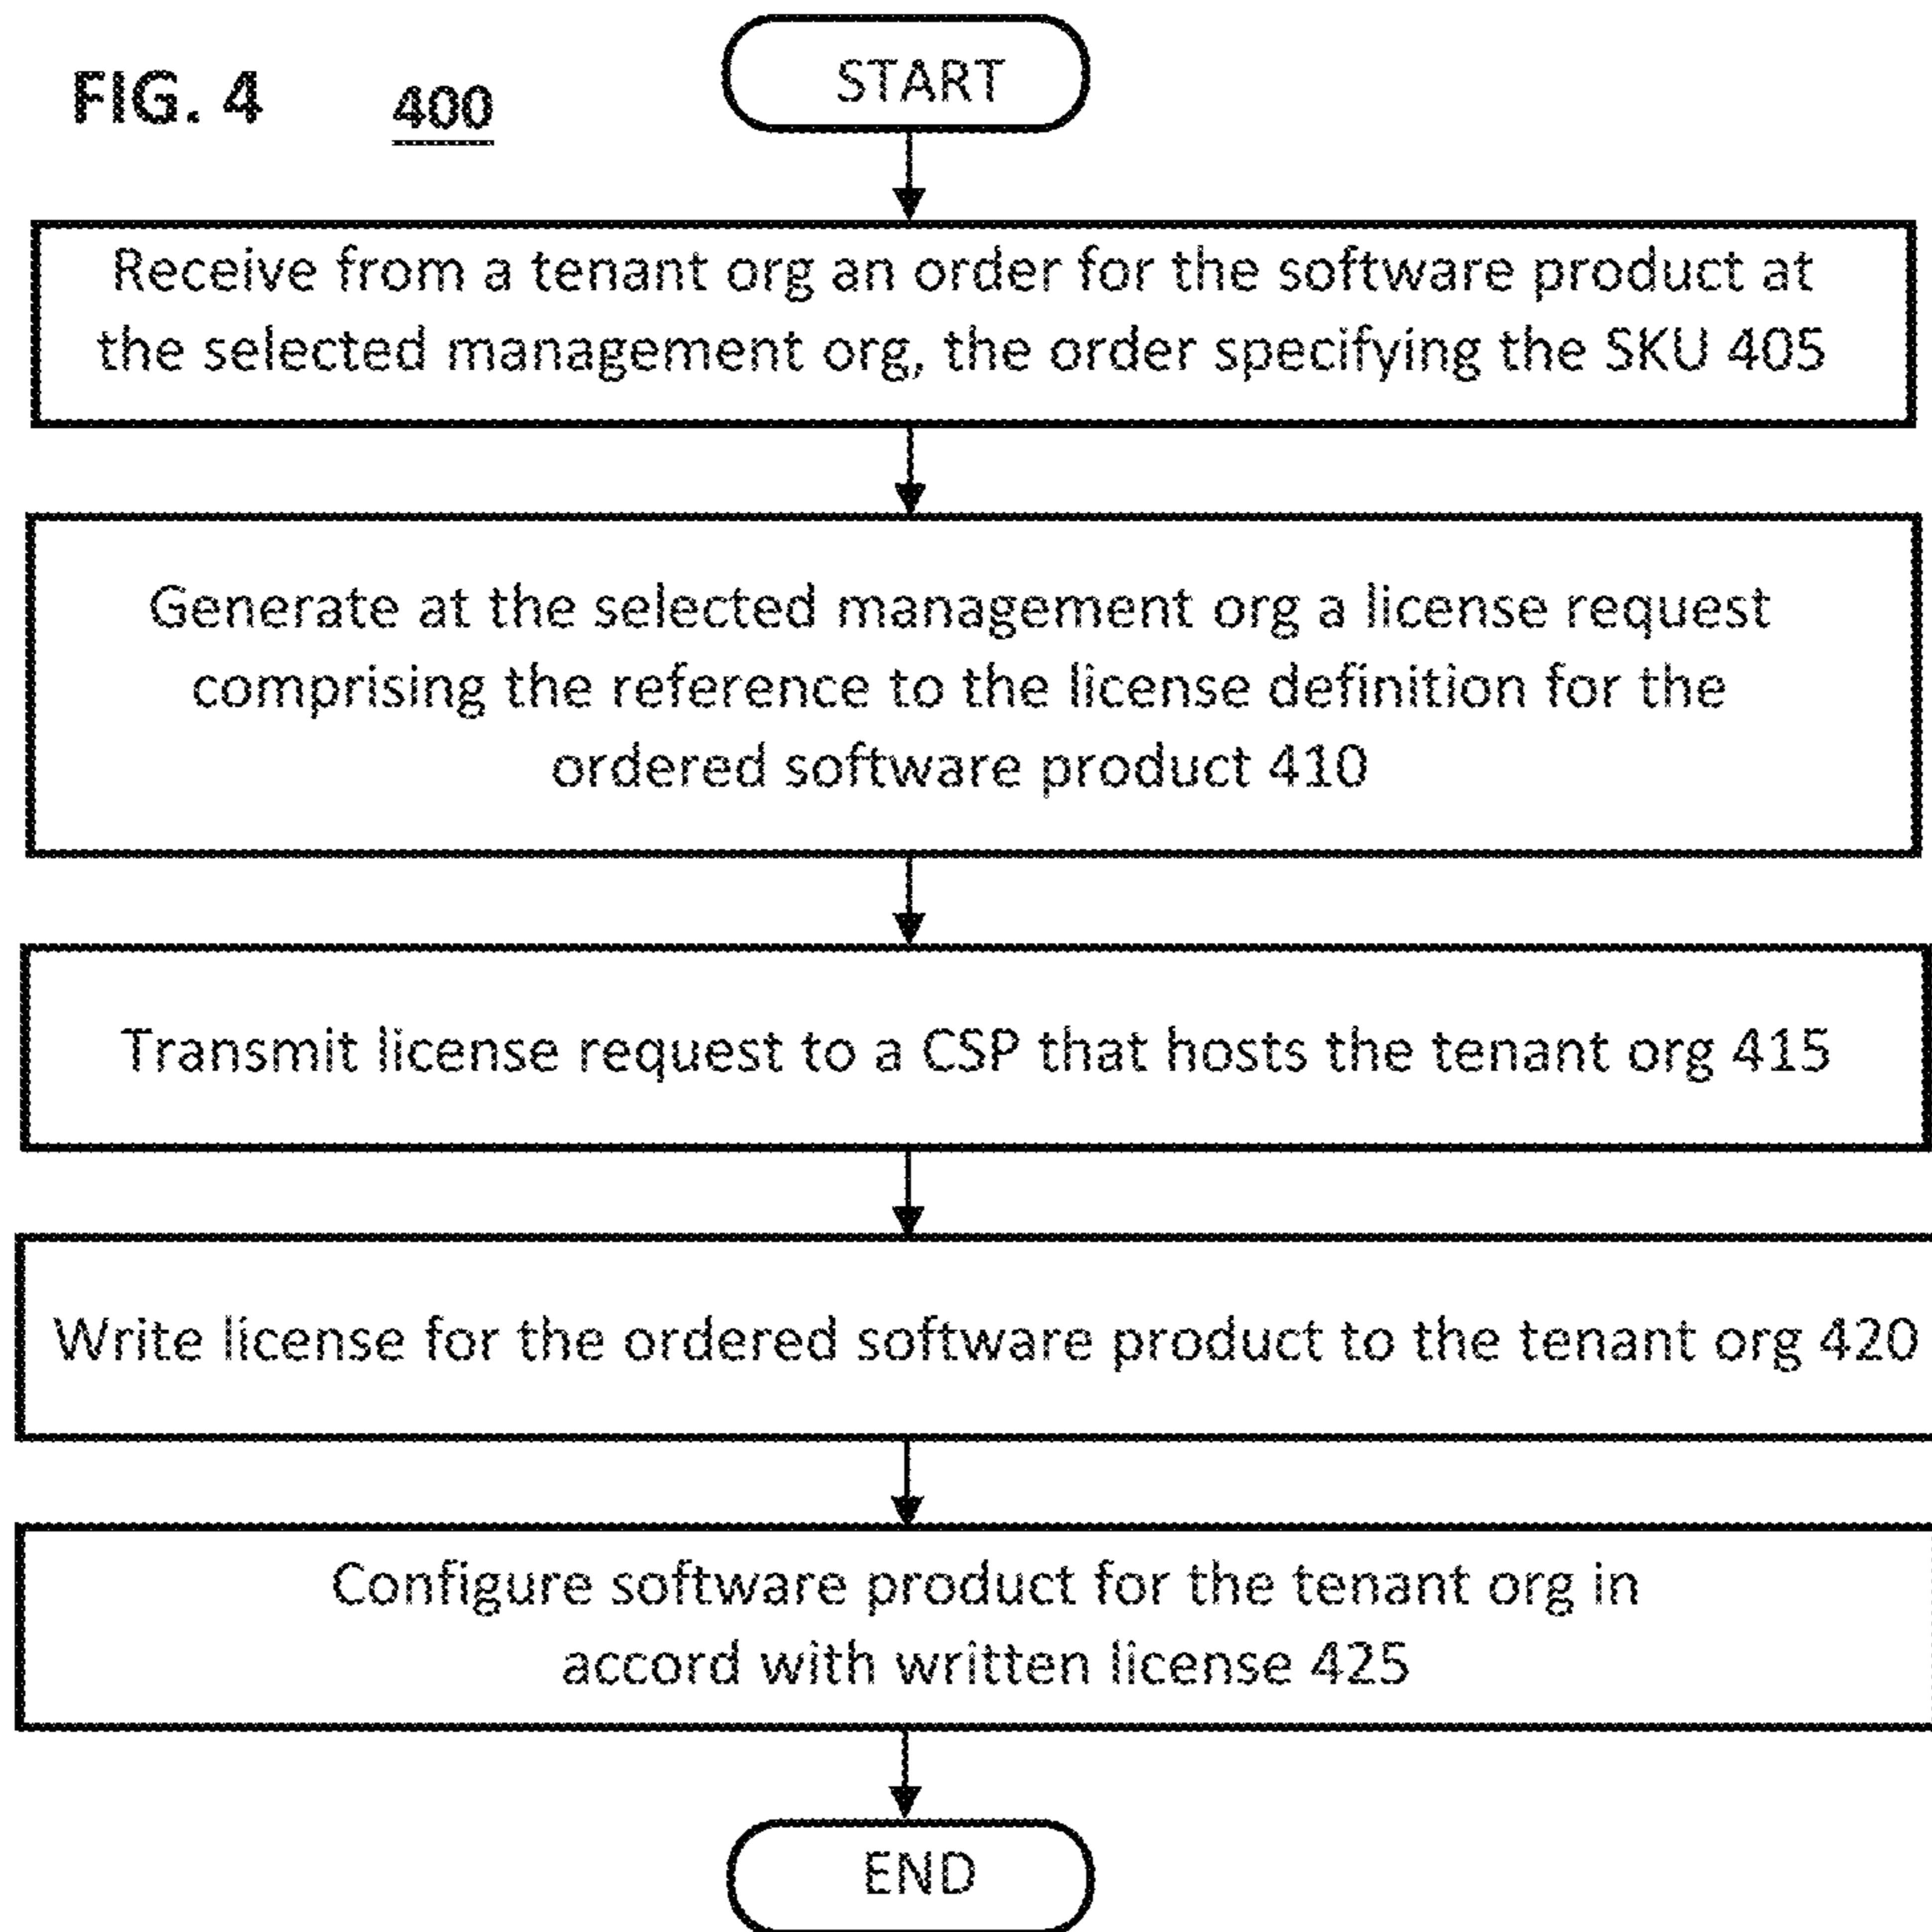 FIG. 4
400
START
Receive from a tenant org an order for the software product at
the selected management org, the order specifying the SKU 405
Generate at the selected management org a license request
comprising the reference to the license definition for the
ordered software product 410
Transmit license request to a CSP that hosts the tenant org 415
Write license for the ordered software product to the tenant org 420
Configure software product for the tenant org in
accord with written license 425
END